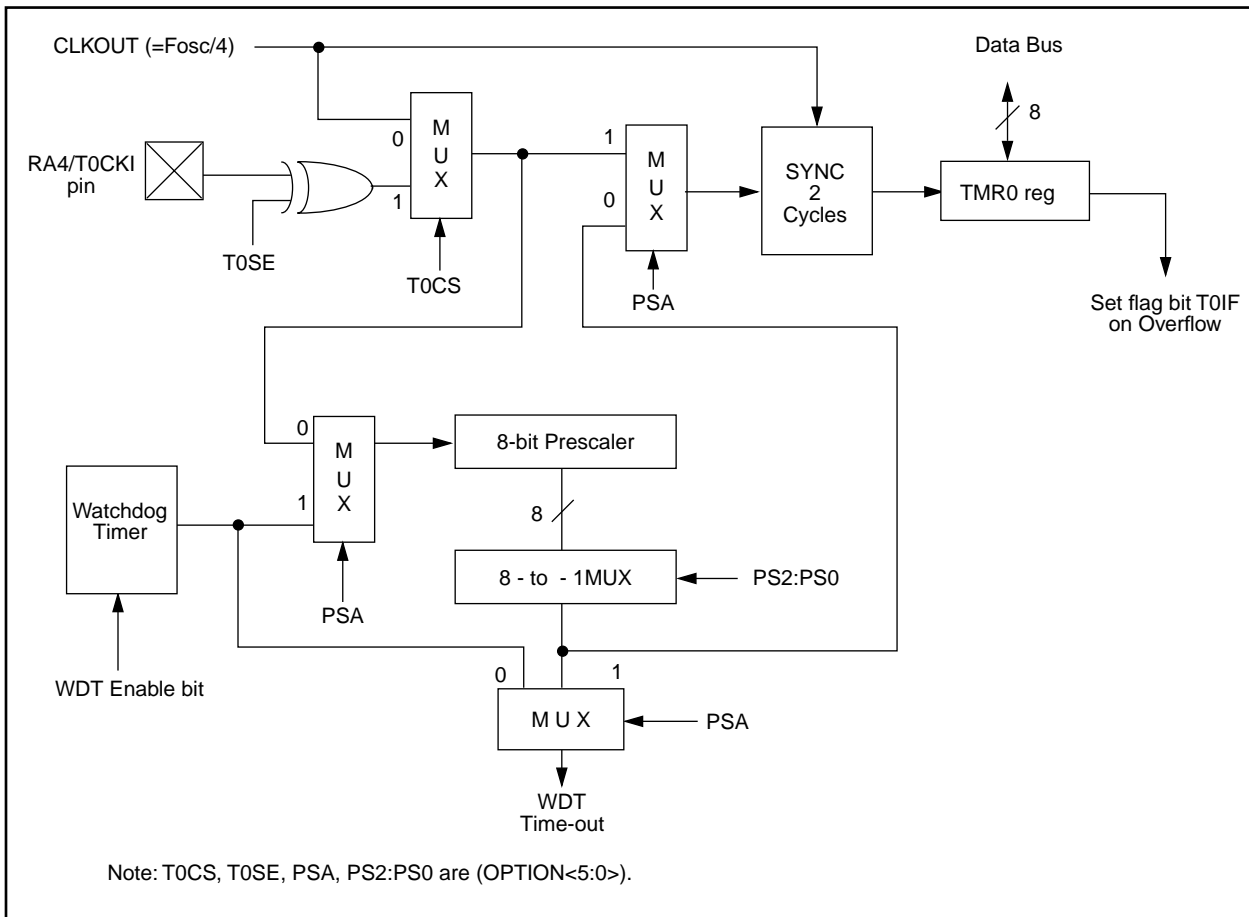 CLKOUT (=Fosc/4)
Data Bus
8
RA4/T0CKI
pin
T0SE
0
1
M
U
X
T0CS
1
0
M
U
X
PSA
SYNC
2
Cycles
TMR0 reg
Set flag bit T0IF
on Overflow
0
1
M
U
X
PSA
8-bit Prescaler
8
8 - to - 1MUX
PS2:PS0
Watchdog
Timer
WDT Enable bit
0
1
M U X
PSA
WDT
Time-out
Note: T0CS, T0SE, PSA, PS2:PS0 are (OPTION<5:0>).